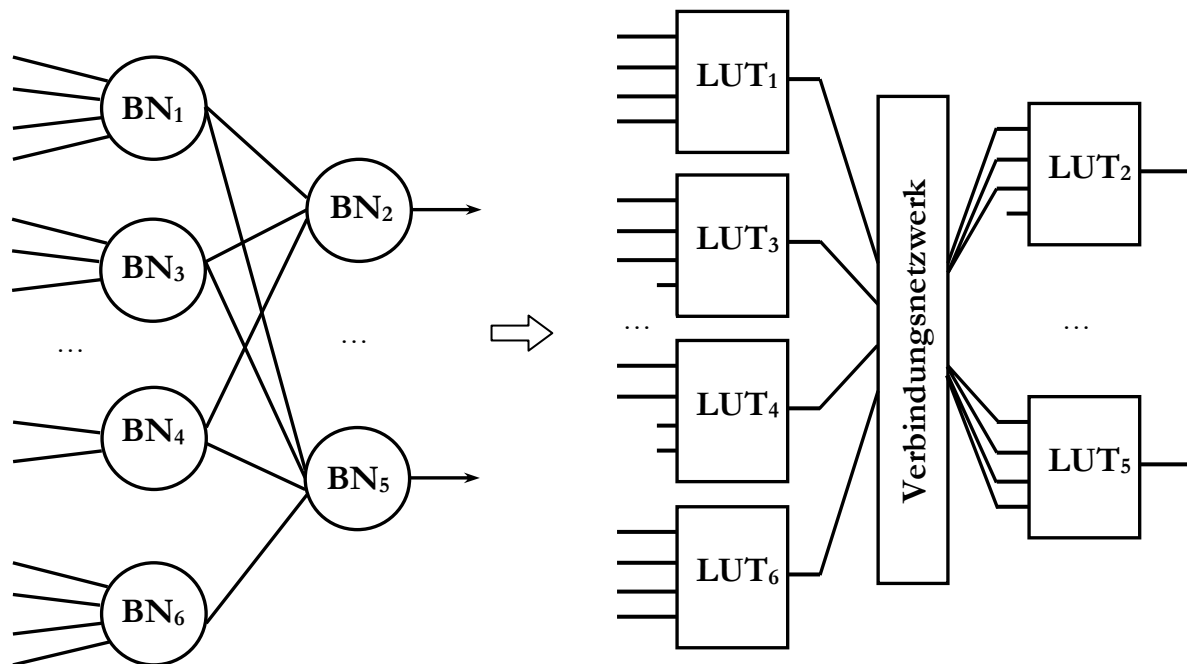 BN₁
BN₃
…
BN₄
BN₆
BN₂
…
BN₅
LUT₁
LUT₃
…
LUT₄
LUT₆
Verbindungsnetzwerk
LUT₂
…
LUT₅